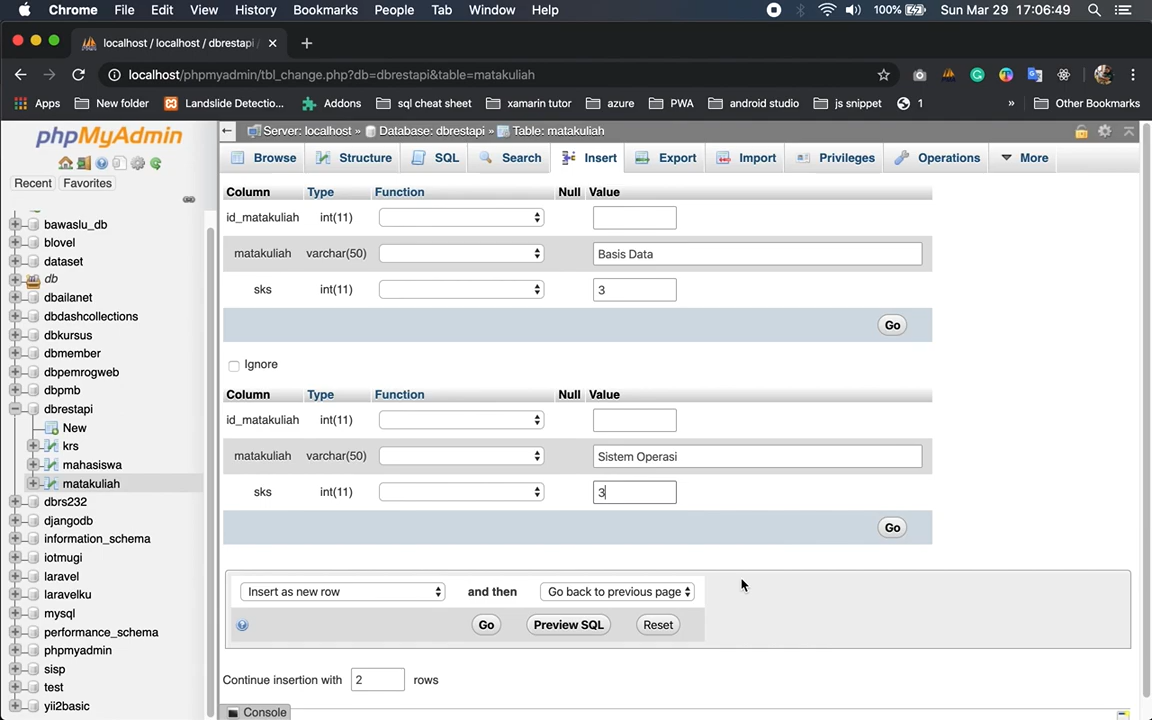 Chrome File Edit View History Bookmarks People Tab Window Help 100% Sun Mar 29 17:06:49
localhost / localhost / dbrestapi /
localhost/phpmyadmin/tbl_change.php?db=dbrestapi&table=matakuliah
Apps New folder Landslide Detectio... Addons sql cheat sheet xamarin tutor azure PWA android studio js snippet 1 » Other Bookmarks
phpMyAdmin
Recent Favorites
bawaslu_db
blovel
dataset
db
dbailanet
dbdashcollections
dbkursus
dbmember
dbpemrogweb
dbpmb
dbrestapi
New
krs
mahasiswa
matakuliah
dbrs232
djangodb
information_schema
iotmugi
laravel
laravelku
mysql
performance_schema
phpmyadmin
sisp
test
yii2basic
Server: localhost » Database: dbrestapi » Table: matakuliah
Browse Structure SQL Search Insert Export Import Privileges Operations More
Column Type Function Null Value
id_matakuliah int(11)
matakuliah varchar(50) Basis Data
sks int(11) 3
Go
Ignore
Column Type Function Null Value
id_matakuliah int(11)
matakuliah varchar(50) Sistem Operasi
sks int(11) 3
Go
Insert as new row and then Go back to previous page
Go Preview SQL Reset
Continue insertion with 2 rows
Console